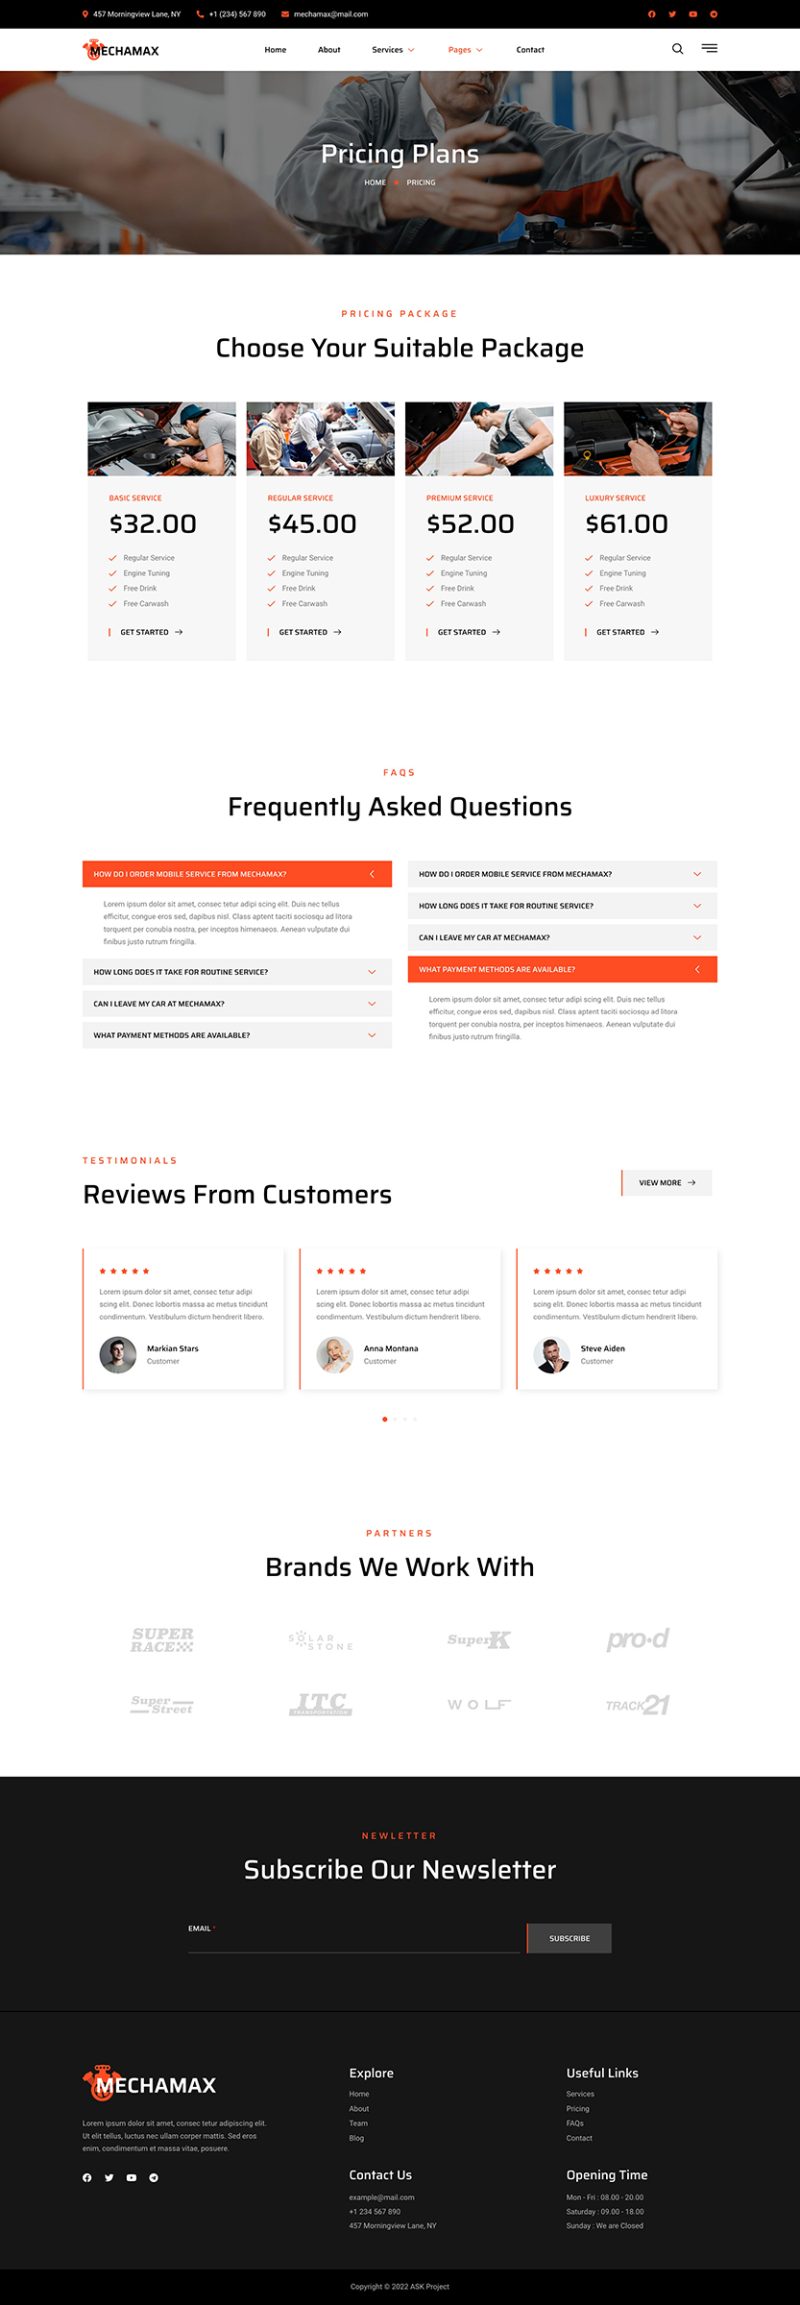 457 Morningview Lane, NY +1 (234) 567 890 mechamax@mail.com
MECHAMAX Home About Services Pages Contact
Pricing Plans
HOME PRICING
PRICING PACKAGE
Choose Your Suitable Package
BASIC SERVICE
$32.00
Regular Service
Engine Tuning
Free Drink
Free Carwash
GET STARTED
REGULAR SERVICE
$45.00
Regular Service
Engine Tuning
Free Drink
Free Carwash
GET STARTED
PREMIUM SERVICE
$52.00
Regular Service
Engine Tuning
Free Drink
Free Carwash
GET STARTED
LUXURY SERVICE
$61.00
Regular Service
Engine Tuning
Free Drink
Free Carwash
GET STARTED
FAQS
Frequently Asked Questions
HOW DO I ORDER MOBILE SERVICE FROM MECHAMAX?
Lorem ipsum dolor sit amet, consec tetur adipi scing elit. Duis nec tellus
efficitur, congue eros sed, dapibus nisl. Class aptent taciti sociosqu ad litora
torquent per conubia nostra, per inceptos himenaeos. Aenean vulputate dui
finibus justo rutrum fringilla.
HOW LONG DOES IT TAKE FOR ROUTINE SERVICE?
CAN I LEAVE MY CAR AT MECHAMAX?
WHAT PAYMENT METHODS ARE AVAILABLE?
HOW DO I ORDER MOBILE SERVICE FROM MECHAMAX?
HOW LONG DOES IT TAKE FOR ROUTINE SERVICE?
CAN I LEAVE MY CAR AT MECHAMAX?
WHAT PAYMENT METHODS ARE AVAILABLE?
Lorem ipsum dolor sit amet, consec tetur adipi scing elit. Duis nec tellus
efficitur, congue eros sed, dapibus nisl. Class aptent taciti sociosqu ad litora
torquent per conubia nostra, per inceptos himenaeos. Aenean vulputate dui
finibus justo rutrum fringilla.
TESTIMONIALS
Reviews From Customers
VIEW MORE
Lorem ipsum dolor sit amet, consec tetur adipi
scing elit. Donec lobortis massa ac metus tincidunt
condimentum. Vestibulum dictum hendrerit libero.
Markian Stars
Customer
Lorem ipsum dolor sit amet, consec tetur adipi
scing elit. Donec lobortis massa ac metus tincidunt
condimentum. Vestibulum dictum hendrerit libero.
Anna Montana
Customer
Lorem ipsum dolor sit amet, consec tetur adipi
scing elit. Donec lobortis massa ac metus tincidunt
condimentum. Vestibulum dictum hendrerit libero.
Steve Aiden
Customer
PARTNERS
Brands We Work With
SUPER
RACE
SOLAR
STONE
SuperK
pro·d
Super
Street
ITC
TRANSPORTATION
WOLF
TRACK21
NEWLETTER
Subscribe Our Newsletter
EMAIL *
SUBSCRIBE
MECHAMAX
Lorem ipsum dolor sit amet, consec tetur adipiscing elit.
Ut elit tellus, luctus nec ullam corper mattis. Sed eros
enim, condimentum et massa vitae, posuere.
Explore
Home
About
Team
Blog
Useful Links
Services
Pricing
FAQs
Contact
Contact Us
example@mail.com
+1 234 567 890
457 Morningview Lane, NY
Opening Time
Mon - Fri : 08.00 - 20.00
Saturday : 09.00 - 18.00
Sunday : We are Closed
Copyright © 2022 ASK Project